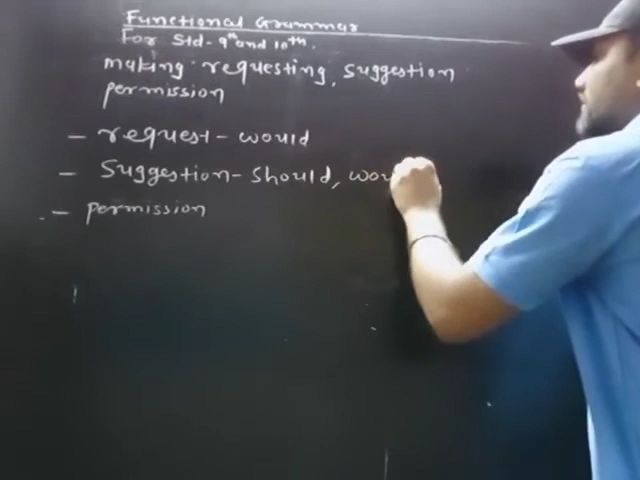 Functional Grammar
For Std - 9th and 10th.
making requesting, suggestion
permission
- request - would
- Suggestion - Should,
- permission